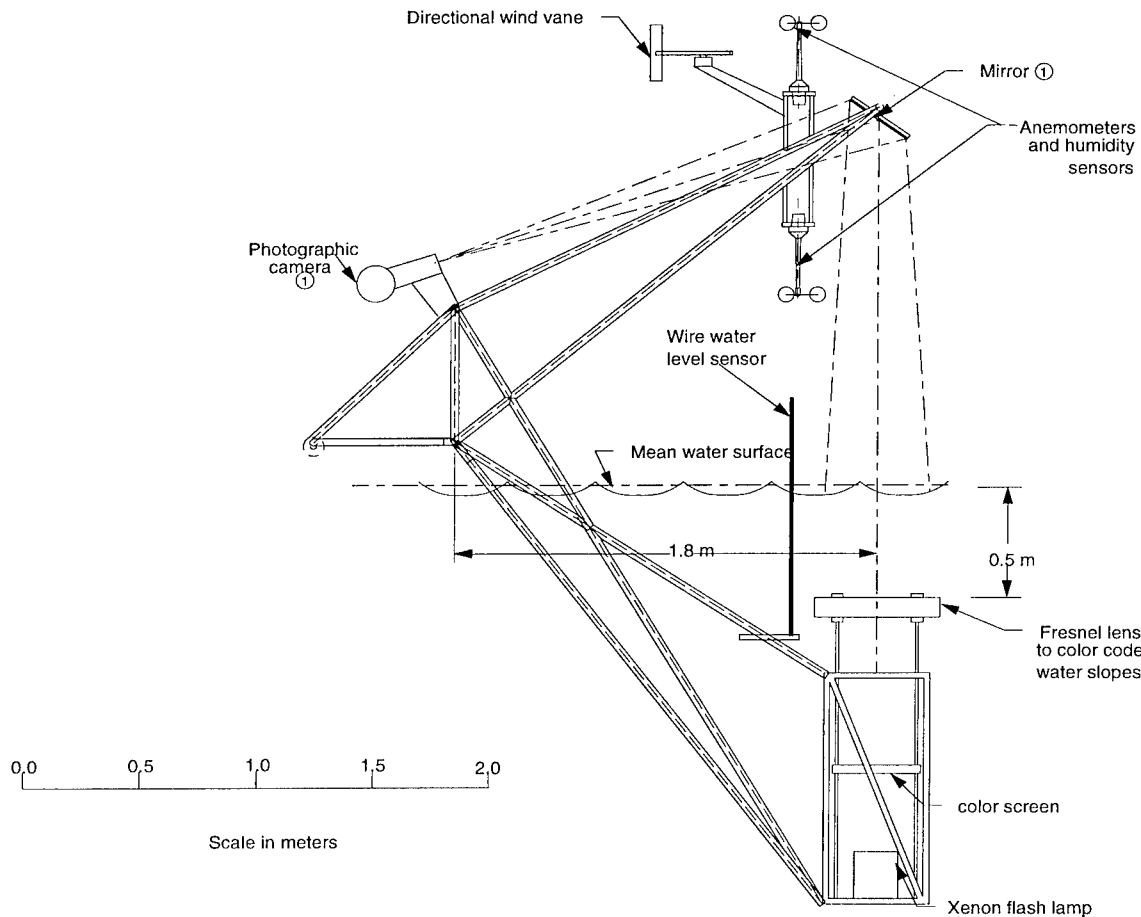 Directional wind vane
Mirror ①
Anemometers
and humidity
sensors
Photographic
camera
①
Wire water
level sensor
Mean water surface
1.8 m
0.5 m
Fresnel lens
to color code
water slopes
0.0 0.5 1.0 1.5 2.0
Scale in meters
color screen
Xenon flash lamp